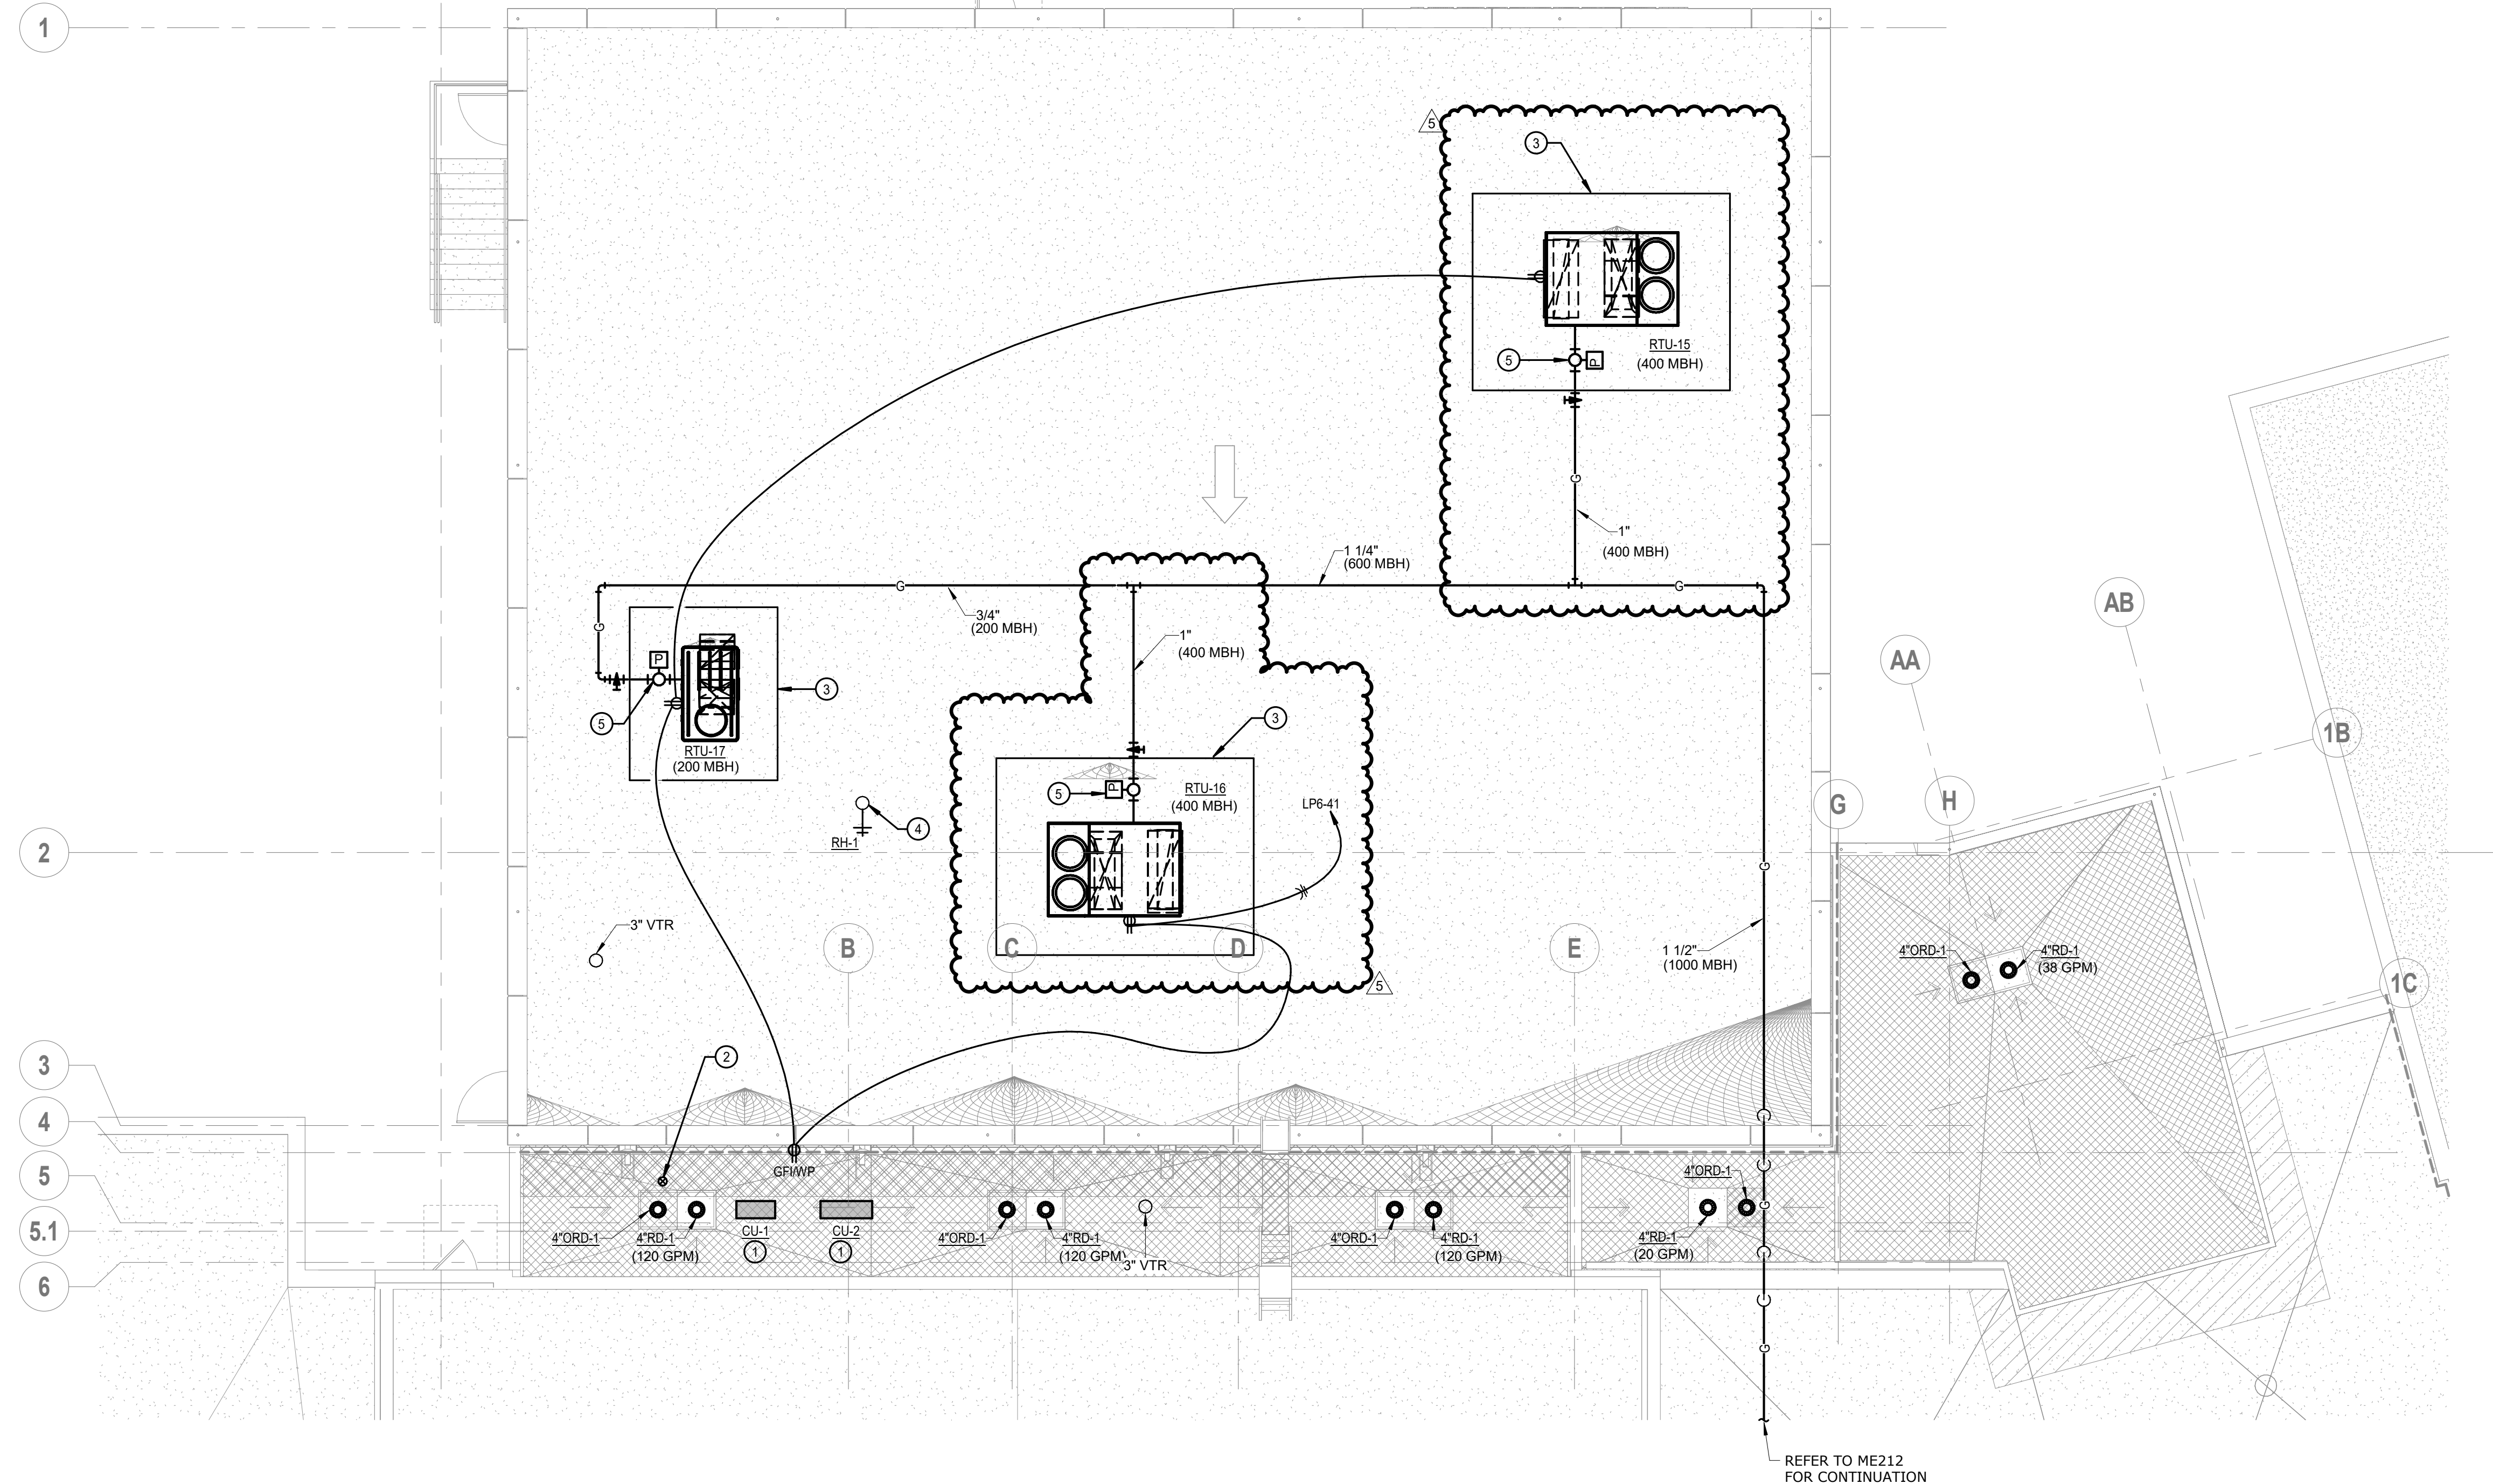 1
5
3
RTU-15
(400 MBH)
5
P
G
1"
(400 MBH)
1 1/4"
(600 MBH)
G
G
3/4"
(200 MBH)
G
1"
(400 MBH)
P
5
3
RTU-17
(200 MBH)
3
RTU-16
(400 MBH)
5
P
LP6-41
4
RH-1
2
AA
AB
1B
G
H
G
3" VTR
B
C
D
E
1 1/2"
(1000 MBH)
5
4"ORD-1
4"RD-1
(38 GPM)
1C
3
2
4
5
GFI/WP
5.1
6
4"ORD-1
4"RD-1
(120 GPM)
CU-1
1
CU-2
1
4"ORD-1
4"RD-1
(120 GPM)
3" VTR
4"ORD-1
4"RD-1
(120 GPM)
4"ORD-1
4"RD-1
(20 GPM)
G
G
REFER TO ME212
FOR CONTINUATION